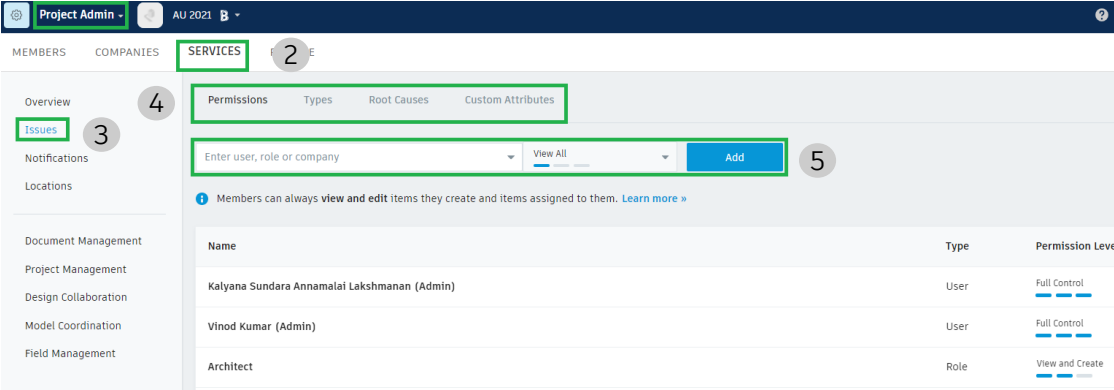 Project Admin AU 2021 B ?
MEMBERS COMPANIES SERVICES 2
Overview 4 Permissions Types Root Causes Custom Attributes
Issues 3
Notifications Enter user, role or company View All Add 5
Locations
i Members can always view and edit items they create and items assigned to them. Learn more »
Document Management Name Type Permission Leve
Project Management
Kalyana Sundara Annamalai Lakshmanan (Admin) User Full Control
Design Collaboration
Model Coordination Vinod Kumar (Admin) User Full Control
Field Management
Architect Role View and Create